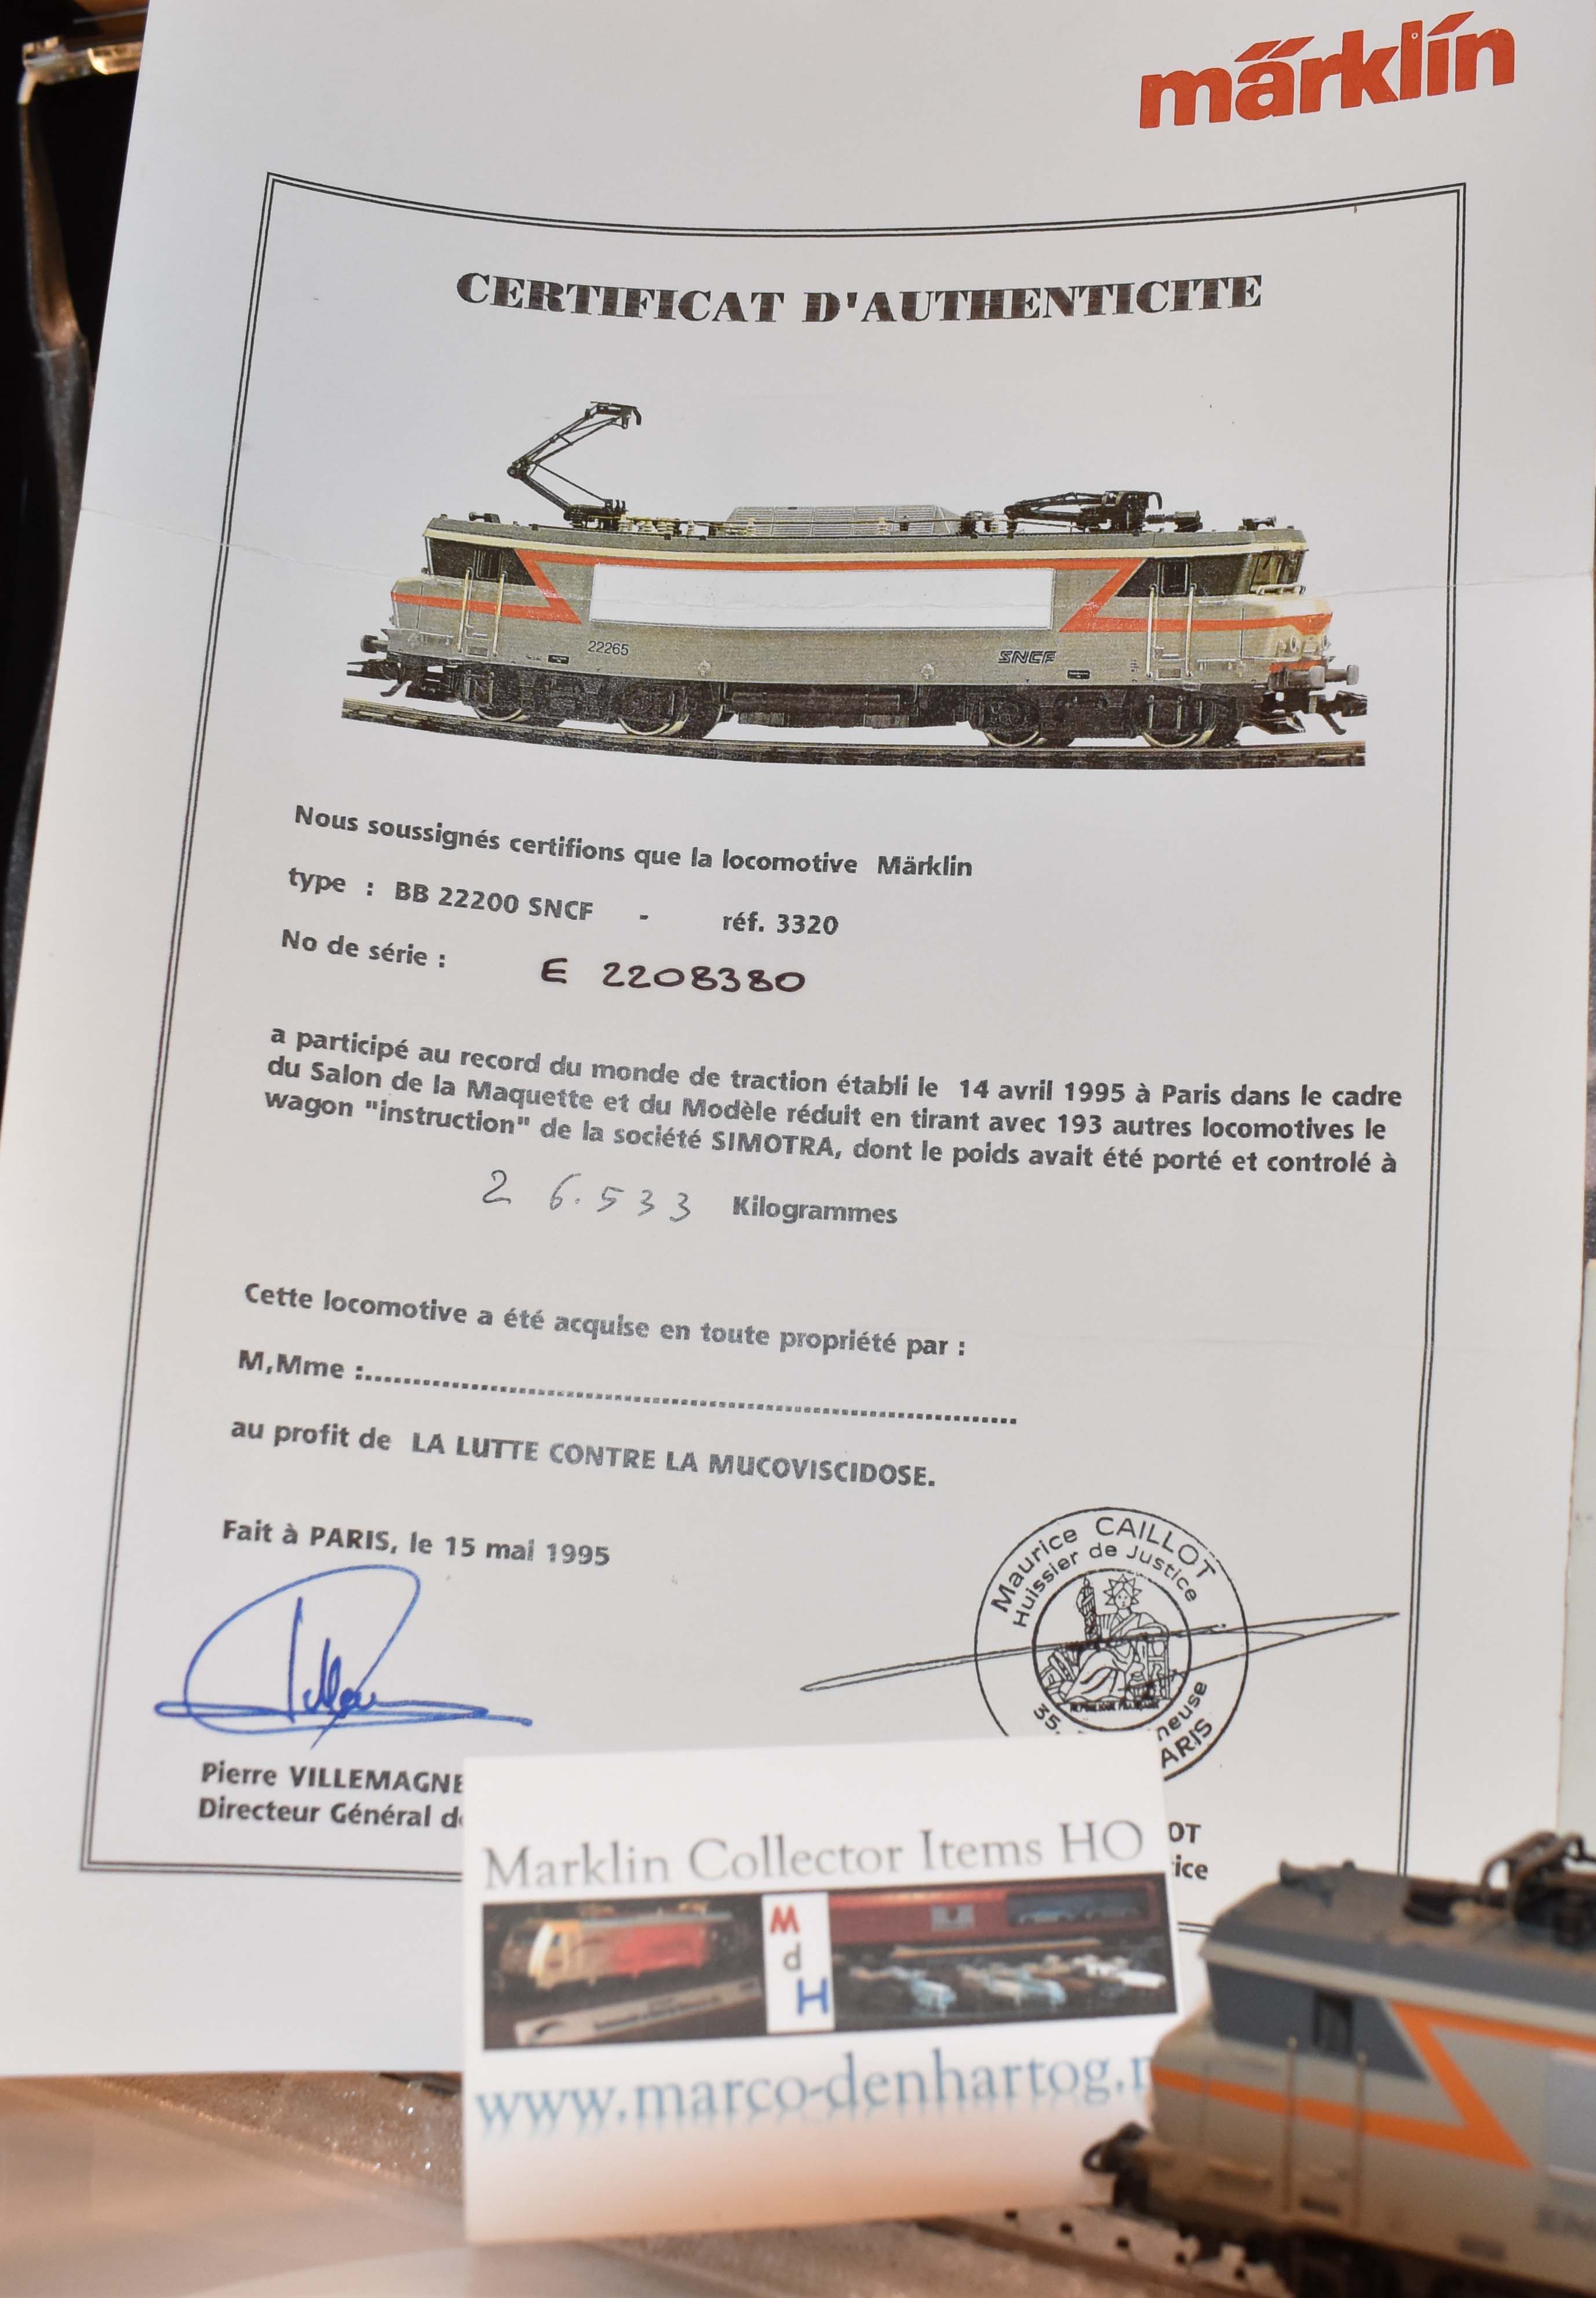 märklin
CERTIFICAT D'AUTHENTICITE
22265
SNCF
Nous soussignés certifions que la locomotive Märklin
type : BB 22200 SNCF - réf. 3320
No de série : E 2208380
a participé au record du monde de traction établi le 14 avril 1995 à Paris dans le cadre
du Salon de la Maquette et du Modèle réduit en tirant avec 193 autres locomotives le
wagon "instruction" de la société SIMOTRA, dont le poids avait été porté et controlé à
26.533 Kilogrammes
Cette locomotive a été acquise en toute propriété par :
M,Mme :..........................................................................
au profit de LA LUTTE CONTRE LA MUCOVISCIDOSE.
Fait à PARIS, le 15 mai 1995
Maurice CAILLOT
Huissier de Justice
35,
neuse
ARIS
Pierre VILLEMAGNE
Directeur Général d
OT
ice
Marklin Collector Items HO
M
d
H
www.marco-denhartog.